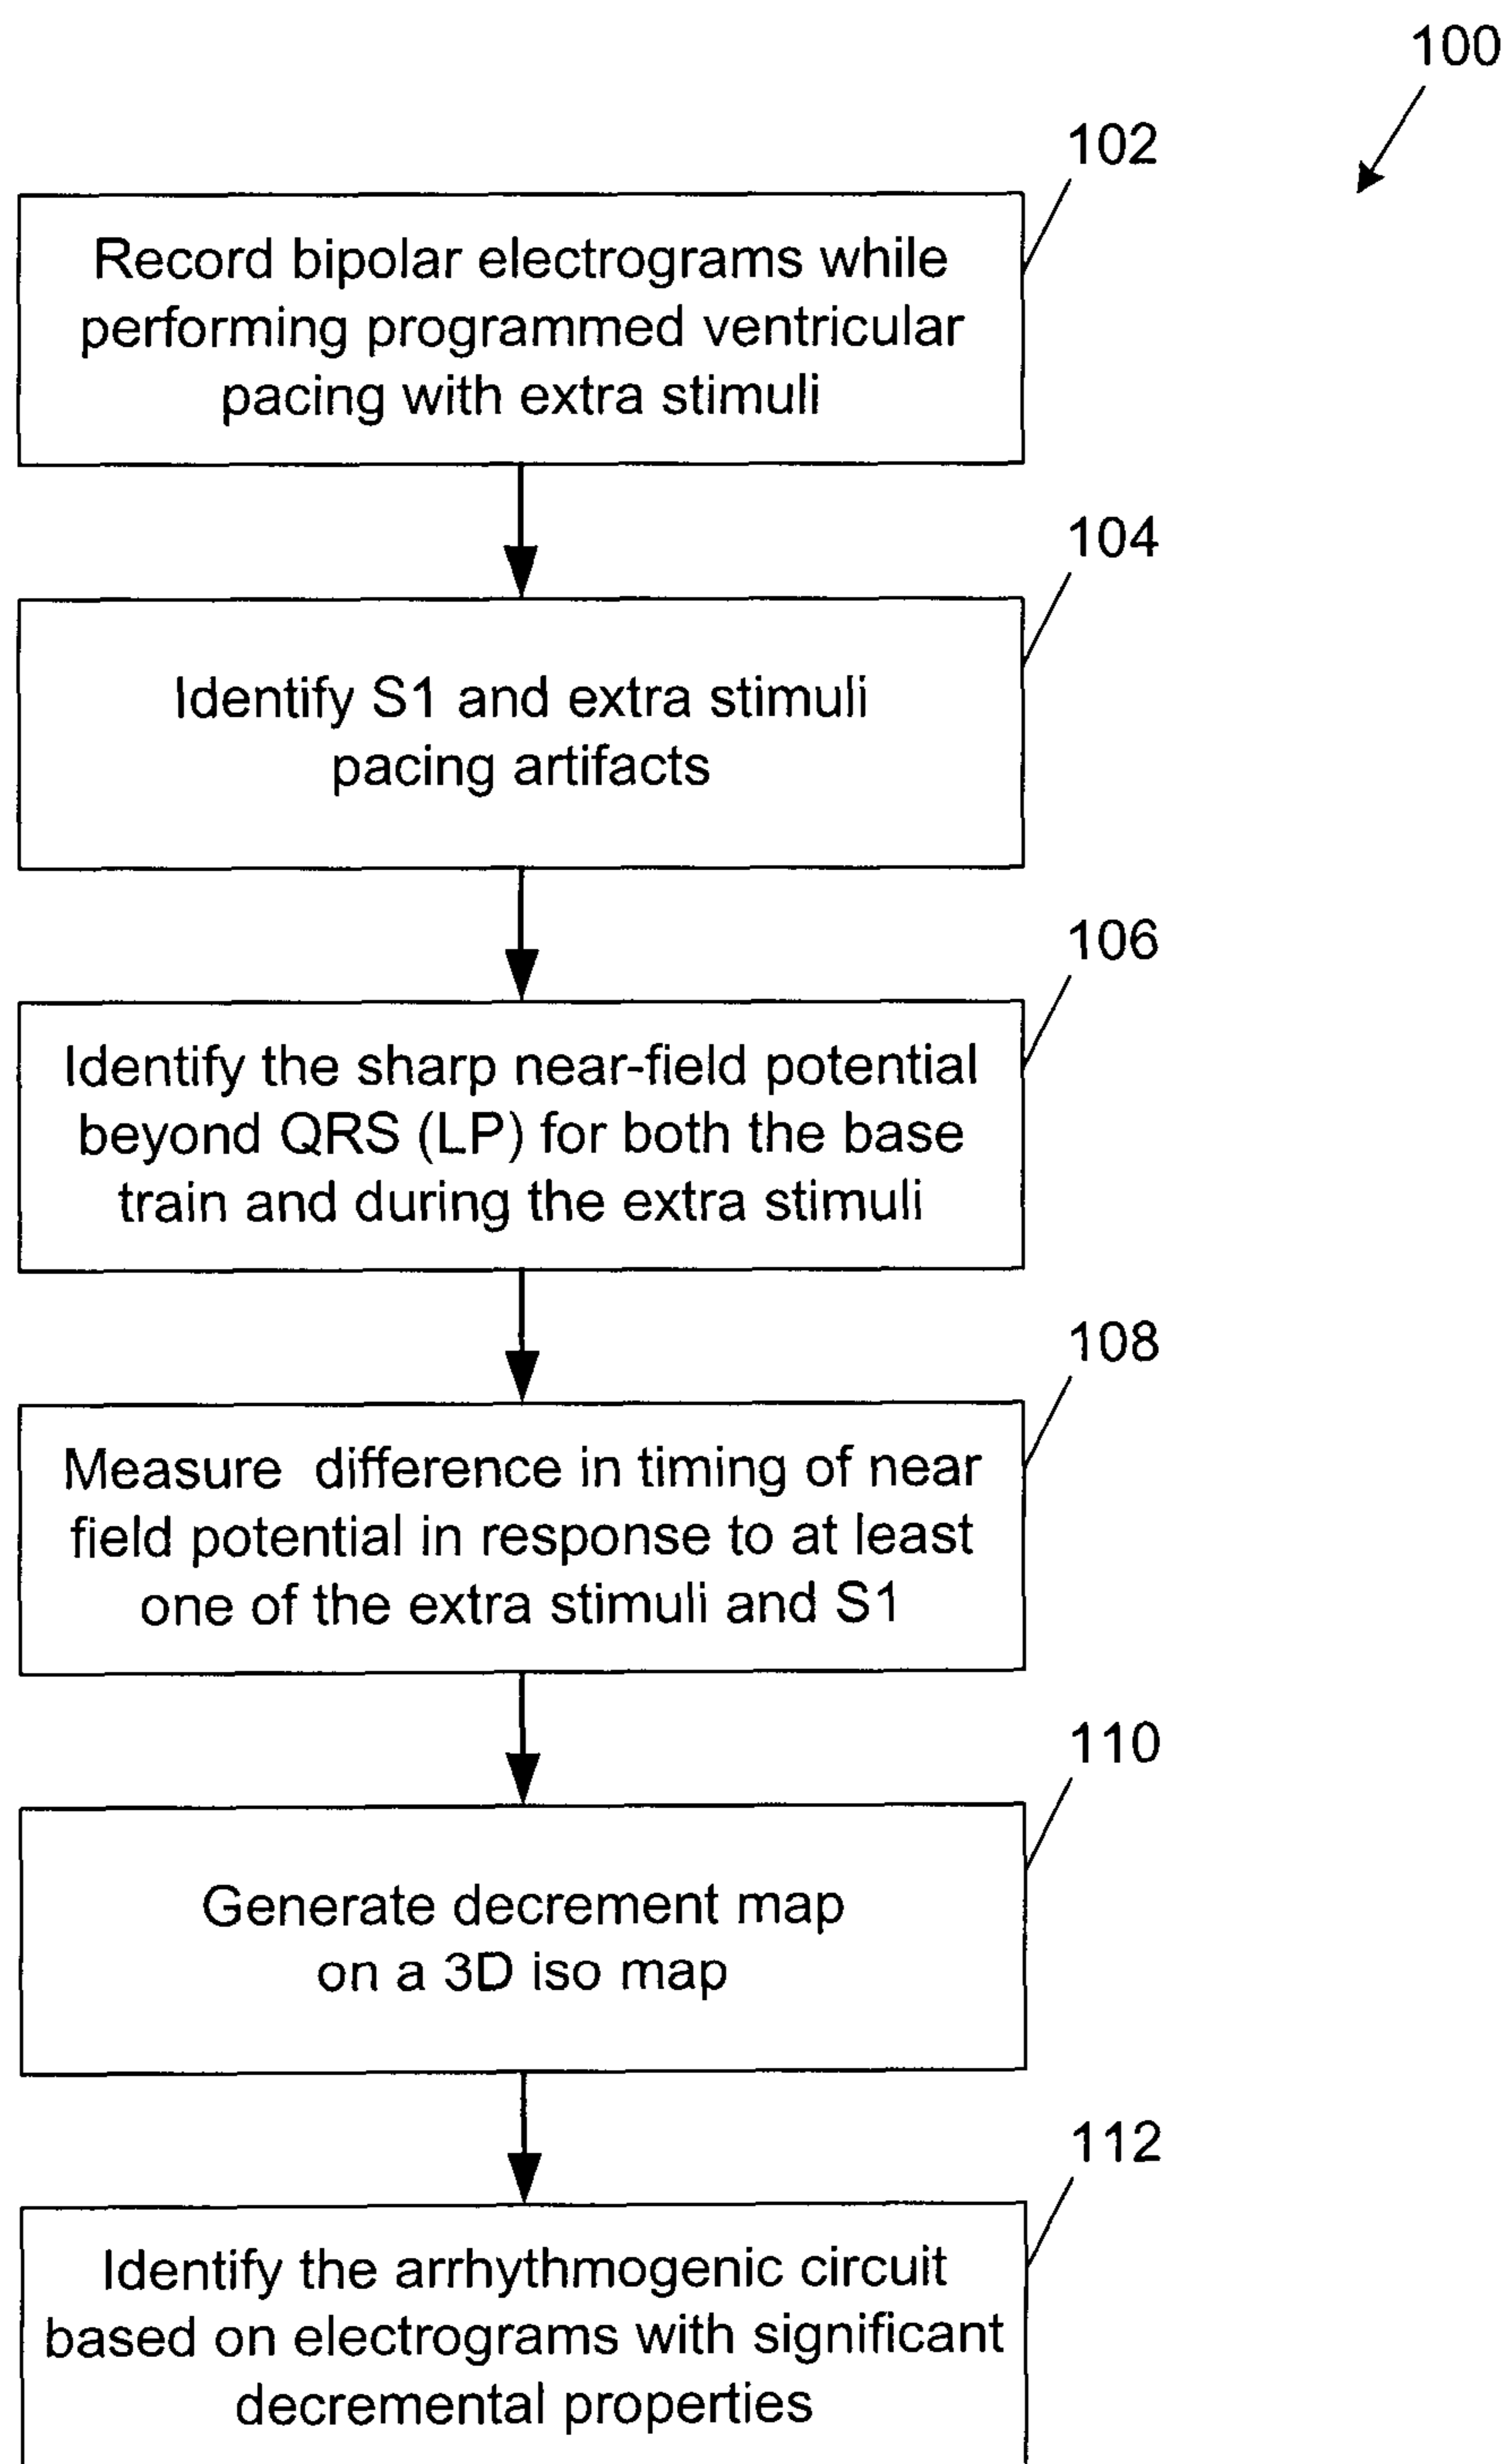 100
102
Record bipolar electrograms while
performing programmed ventricular
pacing with extra stimuli
104
Identify S1 and extra stimuli
pacing artifacts
106
Identify the sharp near-field potential
beyond QRS (LP) for both the base
train and during the extra stimuli
108
Measure difference in timing of near
field potential in response to at least
one of the extra stimuli and S1
110
Generate decrement map
on a 3D iso map
112
Identify the arrhythmogenic circuit
based on electrograms with significant
decremental properties